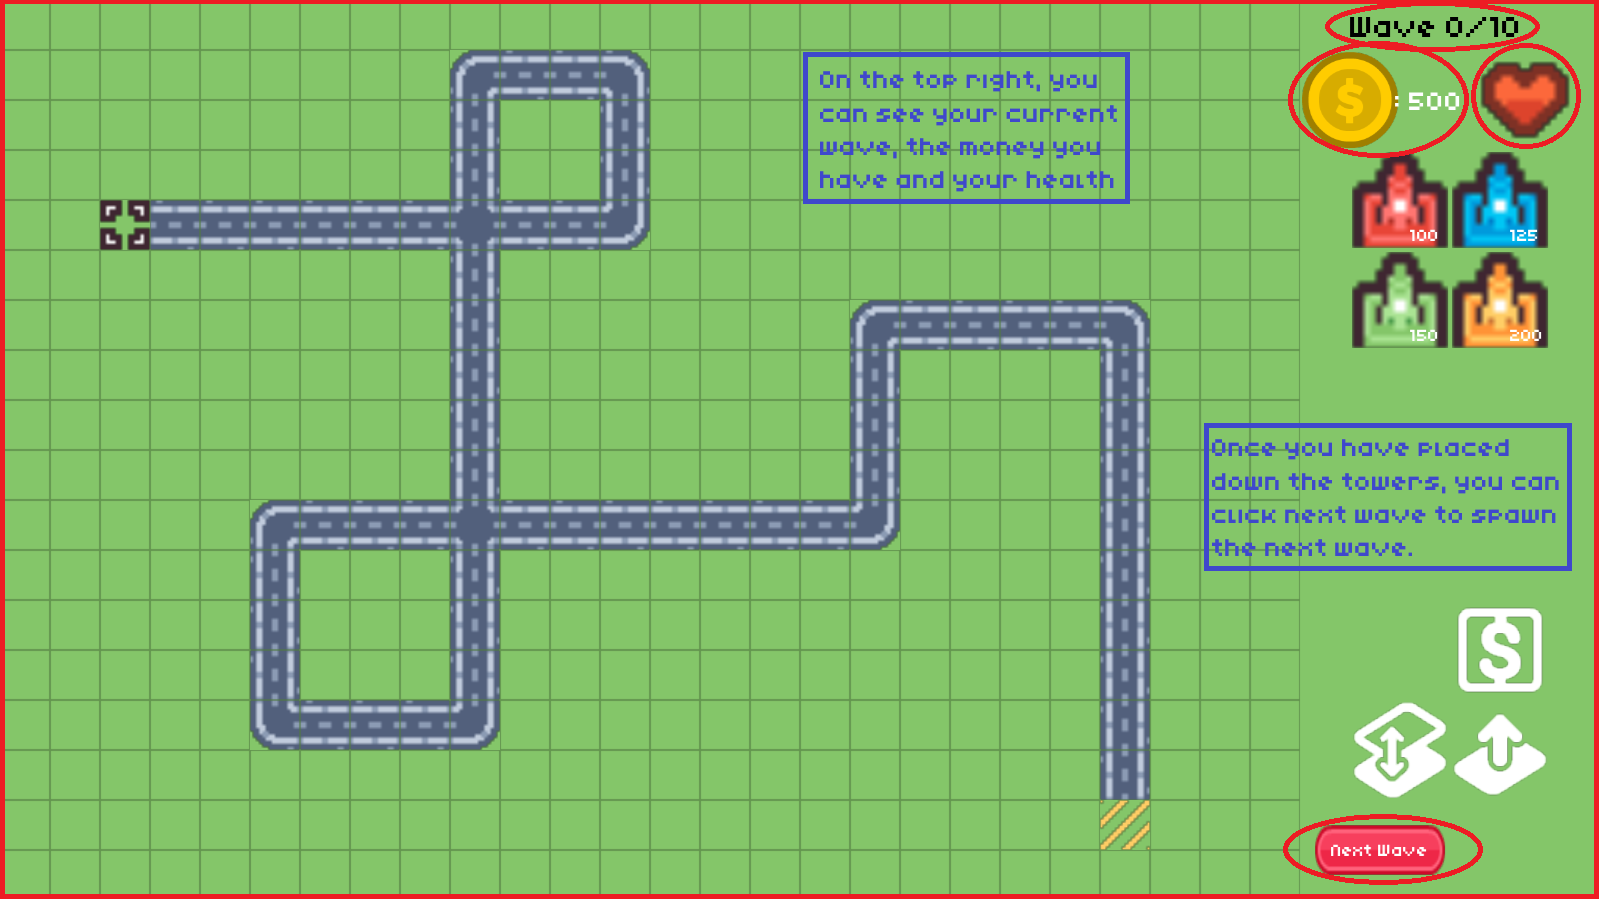 Wave 0/10
On the top right, you
can see your current
wave, the money you
have and your health
$ : 500
100
125
150
200
Once you have placed
down the towers, you can
click next wave to spawn
the next wave.
$
Next Wave